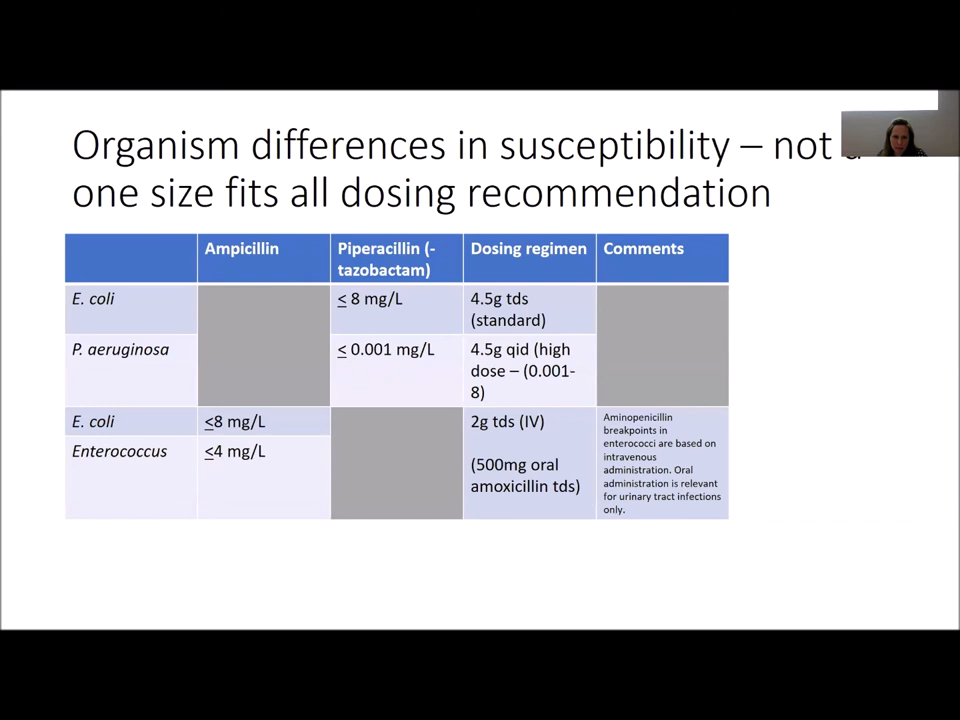 Organism differences in susceptibility – not a
one size fits all dosing recommendation
Ampicillin
Piperacillin (-
tazobactam)
Dosing regimen
Comments
E. coli
≤ 8 mg/L
4.5g tds
(standard)
P. aeruginosa
≤ 0.001 mg/L
4.5g qid (high
dose – (0.001-
8)
E. coli
≤8 mg/L
2g tds (IV)
(500mg oral
amoxicillin tds)
Aminopenicillin
breakpoints in
enterococci are based on
intravenous
administration. Oral
administration is relevant
for urinary tract infections
only.
Enterococcus
≤4 mg/L